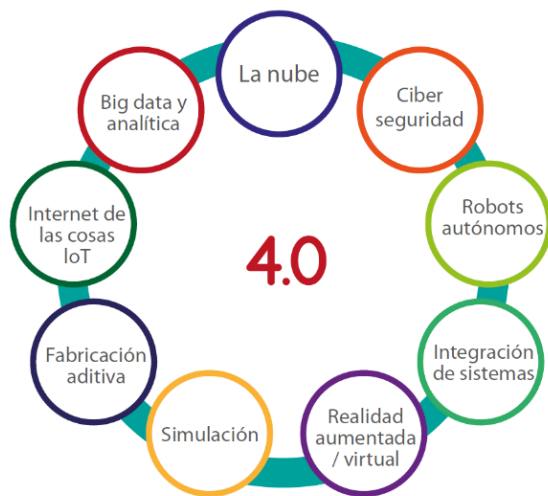 La nube
Ciber
seguridad
Robots
autónomos
Integración
de sistemas
Realidad
aumentada
/ virtual
Simulación
Fabricación
aditiva
Internet de
las cosas
IoT
Big data y
analítica
4.0